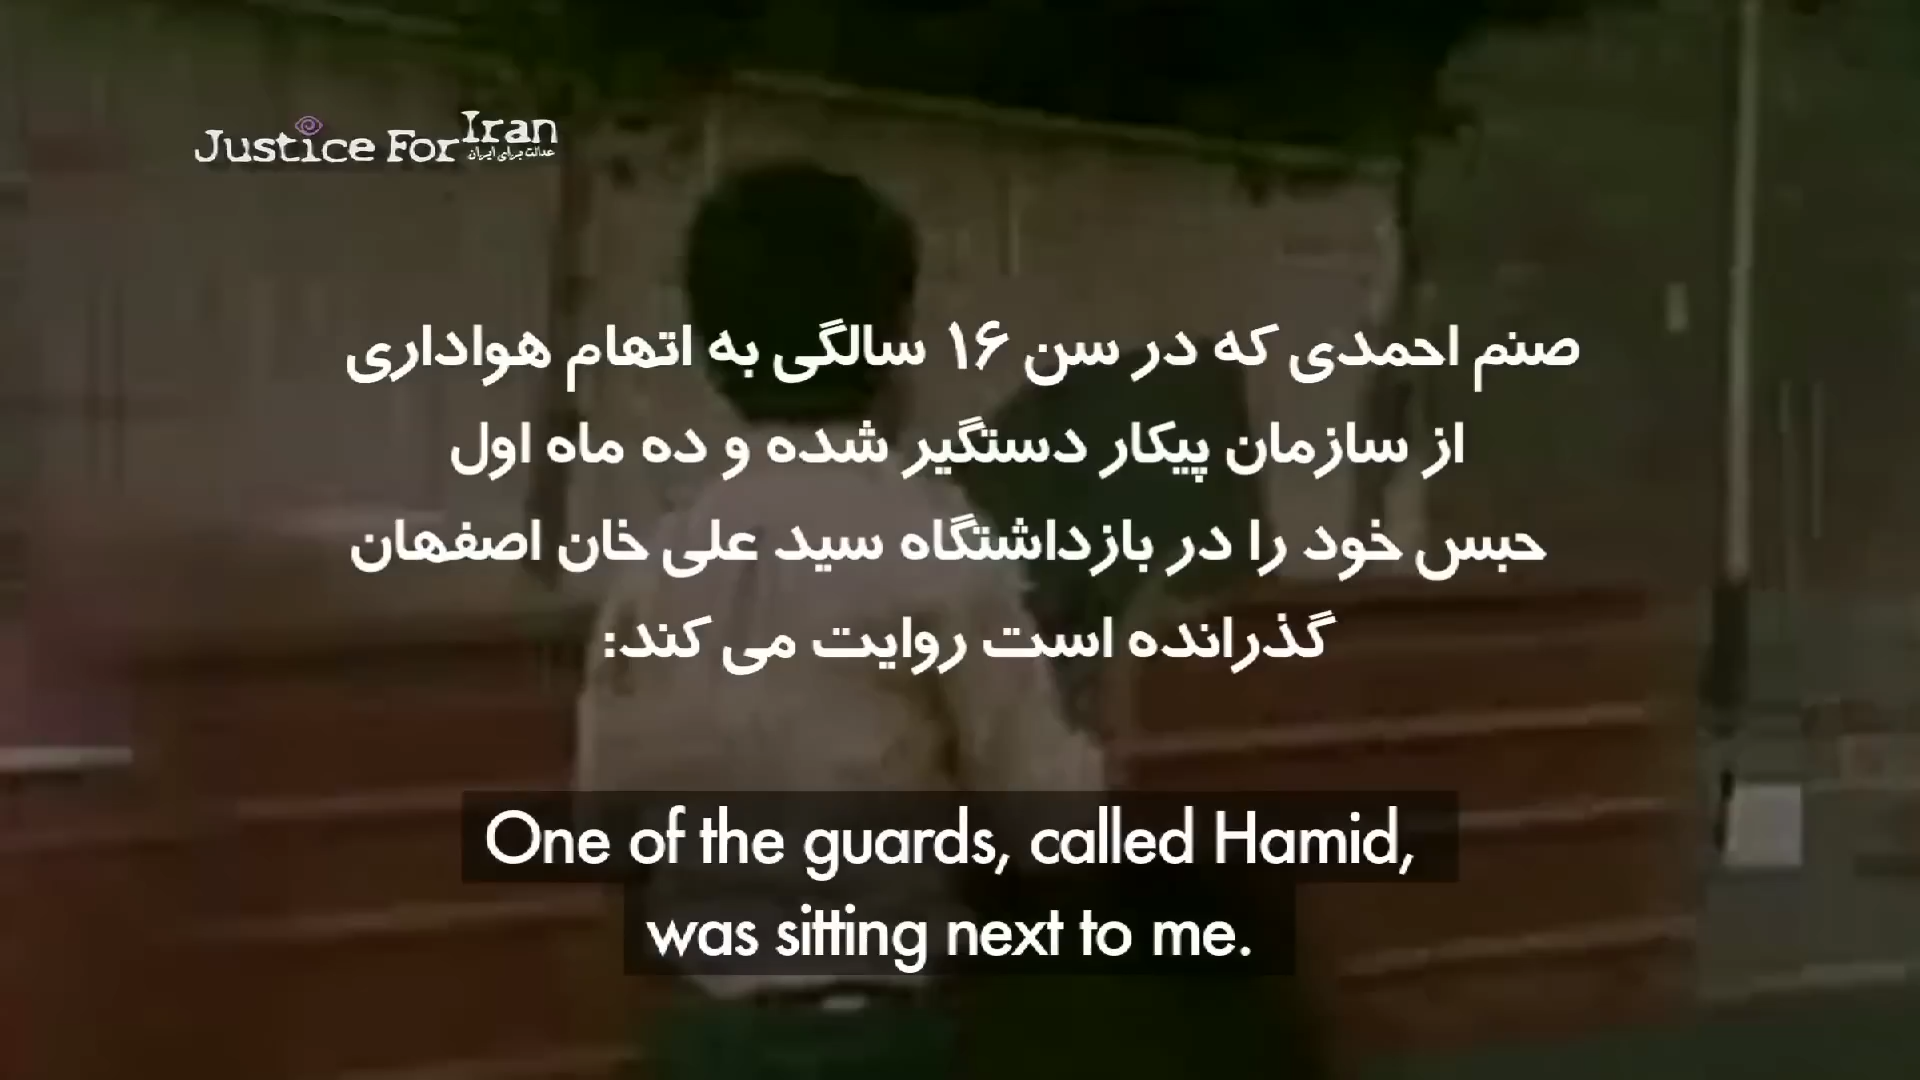 Justice For Iran
عدالت برای ایران
صنم احمدی که در سن ۱۶ سالگی به اتهام هواداری
از سازمان پیکار دستگیر شده و ده ماه اول
حبس خود را در بازداشتگاه سید علی خان اصفهان
گذرانده است روایت می کند:
One of the guards, called Hamid,
was sitting next to me.